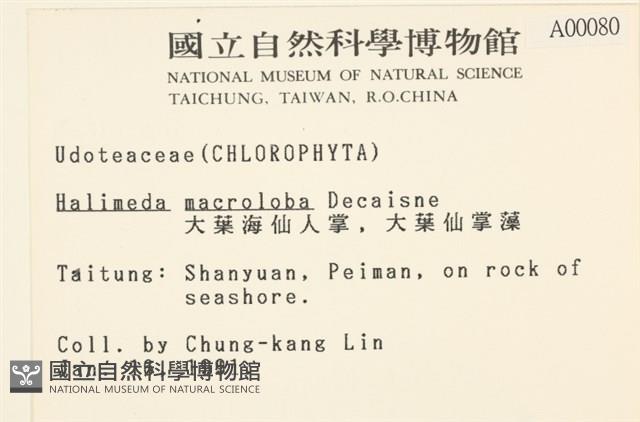 A00080
國立自然科學博物館
NATIONAL MUSEUM OF NATURAL SCIENCE
TAICHUNG, TAIWAN, R.O.CHINA
Udoteaceae(CHLOROPHYTA)
Halimeda macroloba Decaisne
大葉海仙人掌, 大葉仙掌藻
Taitung: Shanyuan, Peiman, on rock of
seashore.
Coll. by Chung-kang Lin
國立自然科學博物館
NATIONAL MUSEUM OF NATURAL SCIENCE